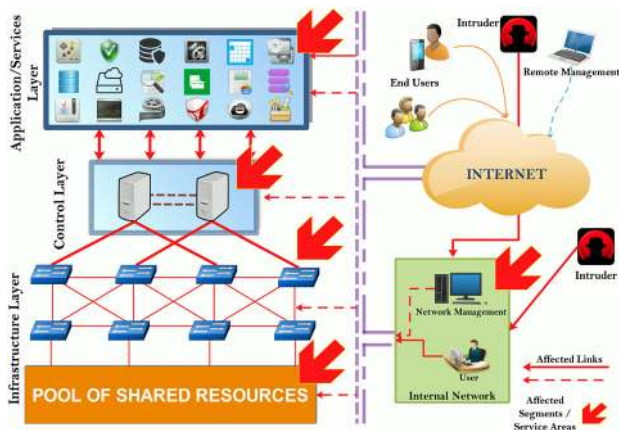 Application/Services
Layer
Control Layer
Infrastructure Layer
POOL OF SHARED RESOURCES
Intruder
End Users
Remote Management
INTERNET
Intruder
Network Management
User
Internal Network
Affected Links
Affected
Segments /
Service Areas